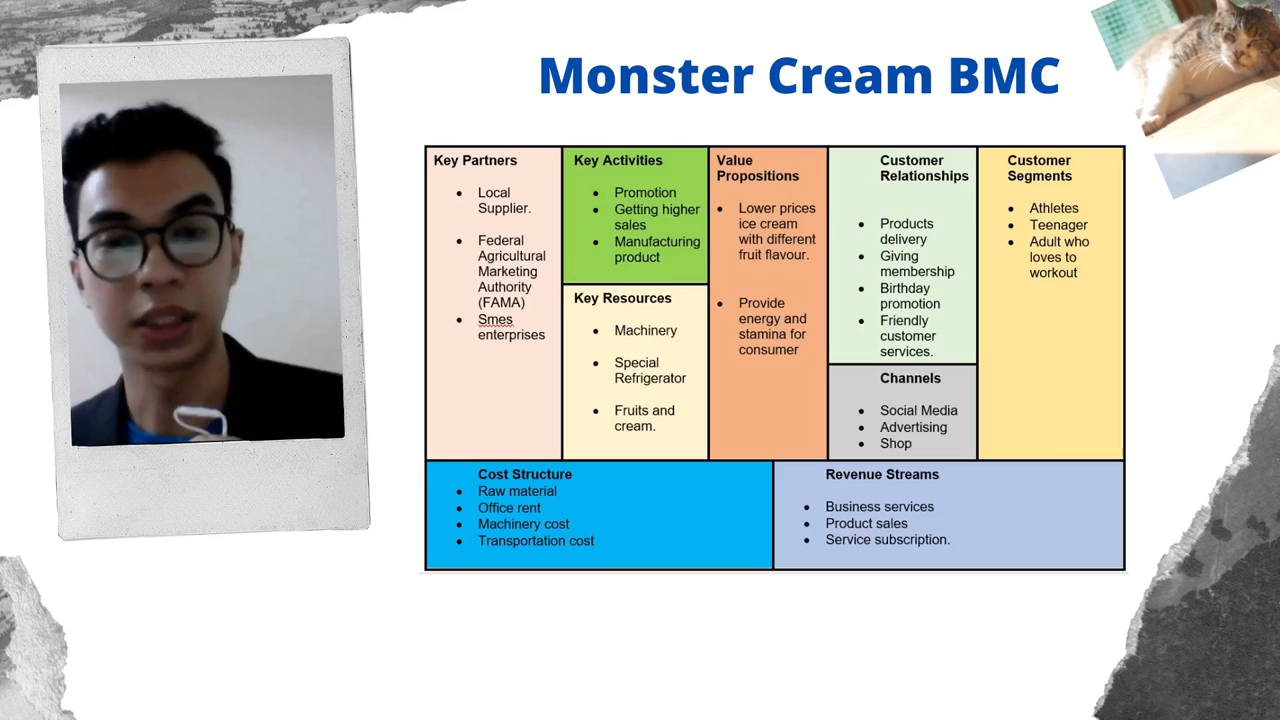 Monster Cream BMC
Key Partners
Local
Supplier.
Federal
Agricultural
Marketing
Authority
(FAMA)
Smes
enterprises
Key Activities
Promotion
Getting higher
sales
Manufacturing
product
Key Resources
Machinery
Special
Refrigerator
Fruits and
cream.
Value
Propositions
Lower prices
ice cream
with different
fruit flavour.
Provide
energy and
stamina for
consumer
Customer
Relationships
Products
delivery
Giving
membership
Birthday
promotion
Friendly
customer
services.
Channels
Social Media
Advertising
Shop
Customer
Segments
Athletes
Teenager
Adult who
loves to
workout
Cost Structure
Raw material
Office rent
Machinery cost
Transportation cost
Revenue Streams
Business services
Product sales
Service subscription.